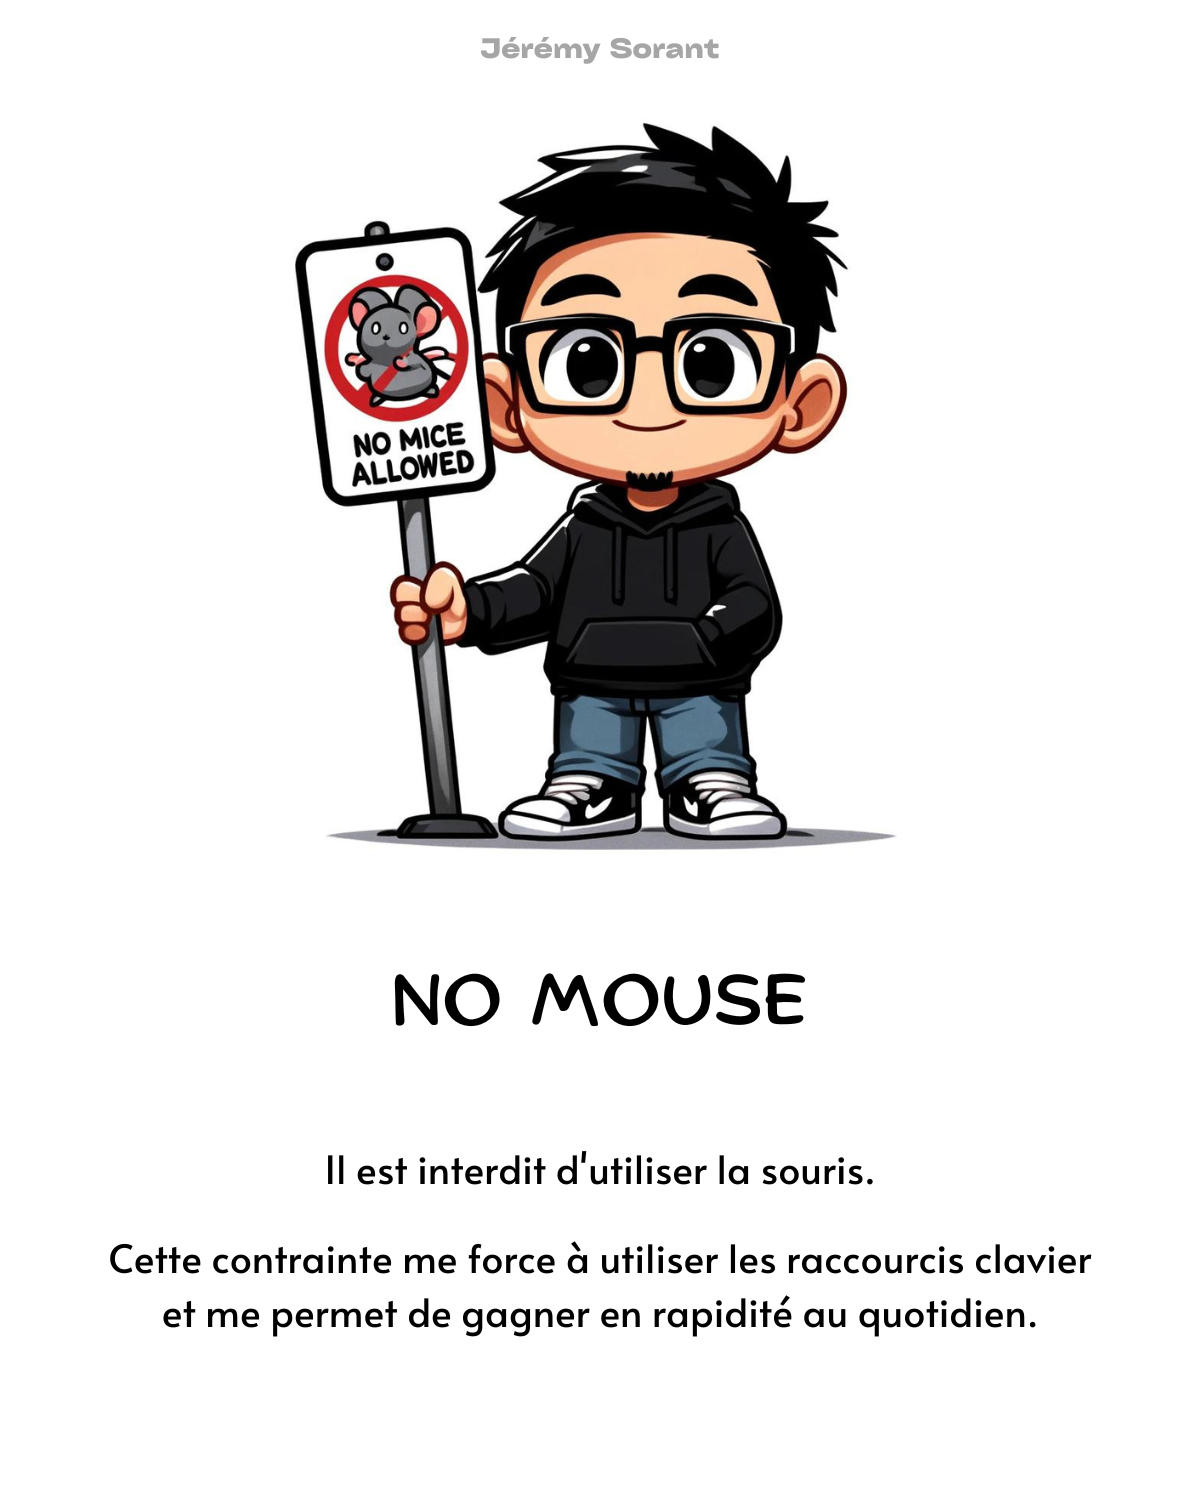 Jérémy Sorant
NO MICE
ALLOWED
NO MOUSE
Il est interdit d'utiliser la souris.
Cette contrainte me force à utiliser les raccourcis clavier
et me permet de gagner en rapidité au quotidien.